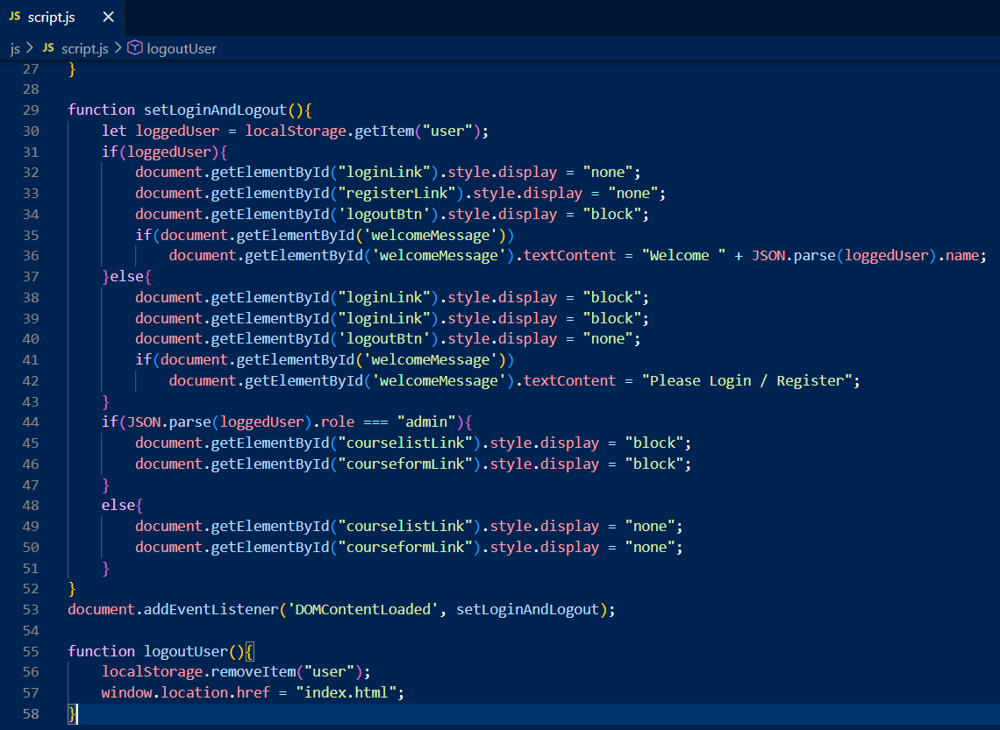 JS script.js ×
js > JS script.js > logoutUser
27 }
28
29 function setLoginAndLogout(){
30     let loggedUser = localStorage.getItem("user");
31     if(loggedUser){
32         document.getElementById("loginLink").style.display = "none";
33         document.getElementById("registerLink").style.display = "none";
34         document.getElementById('logoutBtn').style.display = "block";
35         if(document.getElementById('welcomeMessage'))
36             document.getElementById('welcomeMessage').textContent = "Welcome " + JSON.parse(loggedUser).name;
37     }else{
38         document.getElementById("loginLink").style.display = "block";
39         document.getElementById("loginLink").style.display = "block";
40         document.getElementById('logoutBtn').style.display = "none";
41         if(document.getElementById('welcomeMessage'))
42             document.getElementById('welcomeMessage').textContent = "Please Login / Register";
43     }
44     if(JSON.parse(loggedUser).role === "admin"){
45         document.getElementById("courselistLink").style.display = "block";
46         document.getElementById("courseformLink").style.display = "block";
47     }
48     else{
49         document.getElementById("courselistLink").style.display = "none";
50         document.getElementById("courseformLink").style.display = "none";
51     }
52 }
53 document.addEventListener('DOMContentLoaded', setLoginAndLogout);
54
55 function logoutUser(){
56     localStorage.removeItem("user");
57     window.location.href = "index.html";
58 }